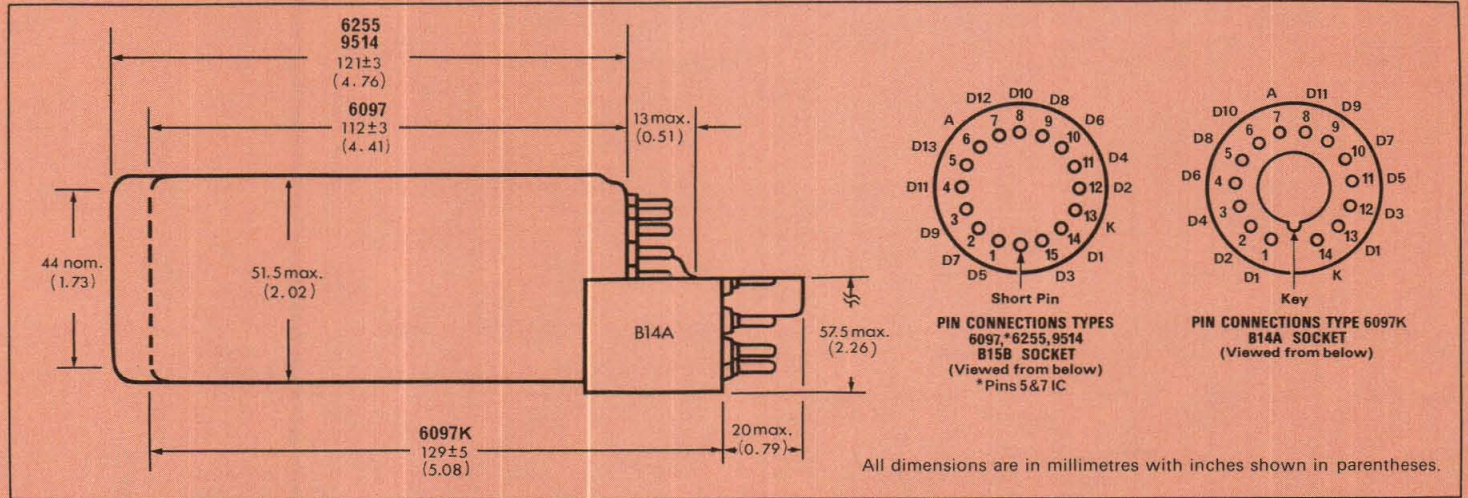 6255
9514
121±3
(4.76)
6097
112±3
(4.41)
13 max.
(0.51)
44 nom.
(1.73)
51.5 max.
(2.02)
B14A
57.5 max.
(2.26)
6097K
129±5
(5.08)
20 max.
(0.79)
D12 D10 D8
A D6
D13 D4
D11 D2
D9 K
D7 D1
D5 D3
7 8 9
6 10
5 11
4 12
3 13
2 14
1 15
Short Pin
PIN CONNECTIONS TYPES
6097,*6255,9514
B15B SOCKET
(Viewed from below)
*Pins 5&7 IC
A D11
D10 D9
D8 D7
D6 D5
D4 D3
D2 D1
D1 K
7 8
6 9
5 10
4 11
3 12
2 13
1 14
Key
PIN CONNECTIONS TYPE 6097K
B14A SOCKET
(Viewed from below)
All dimensions are in millimetres with inches shown in parentheses.